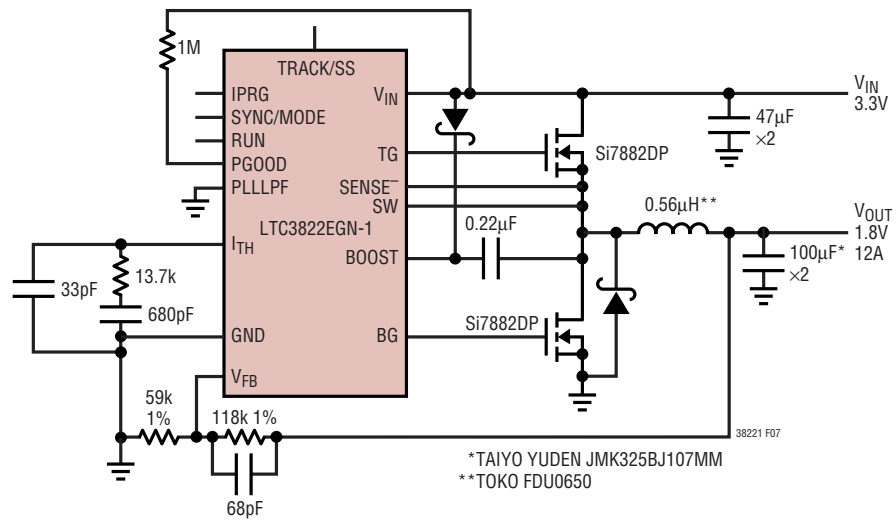 1M
TRACK/SS
IPRG
SYNC/MODE
RUN
PGOOD
PLLLPF
ITH
GND
VFB
VIN
TG
SENSE–
SW
BOOST
BG
LTC3822EGN-1
VIN
3.3V
47µF
×2
Si7882DP
0.56µH**
VOUT
1.8V
12A
100µF*
×2
0.22µF
Si7882DP
33pF
13.7k
680pF
59k
1%
118k 1%
68pF
38221 F07
*TAIYO YUDEN JMK325BJ107MM
**TOKO FDU0650